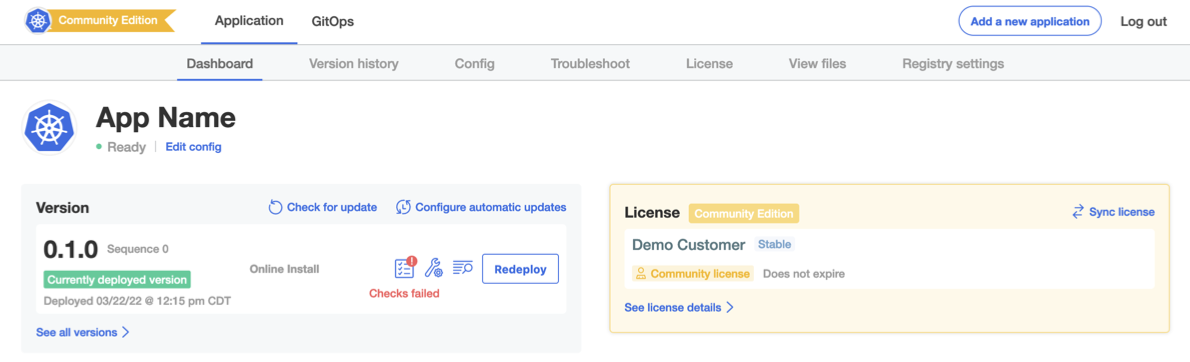 Community Edition
Application
GitOps
Add a new application
Log out
Dashboard
Version history
Config
Troubleshoot
License
View files
Registry settings
App Name
Ready
Edit config
Version
Check for update
Configure automatic updates
0.1.0 Sequence 0
Currently deployed version
Deployed 03/22/22 @ 12:15 pm CDT
Online Install
Checks failed
Redeploy
See all versions
License Community Edition
Sync license
Demo Customer Stable
Community license Does not expire
See license details